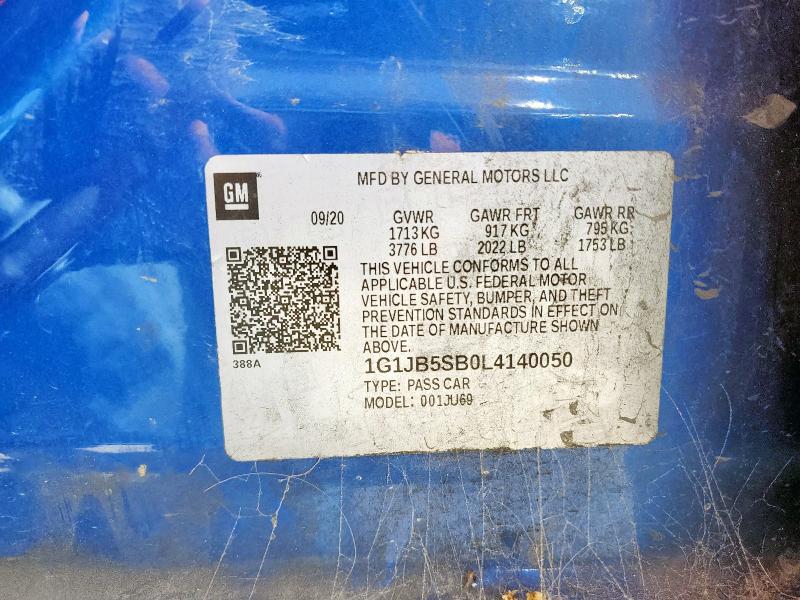 GM
MFD BY GENERAL MOTORS LLC
09/20 GVWR GAWR FRT GAWR RR
1713 KG 917 KG 795 KG
3776 LB 2022 LB 1753 LB
THIS VEHICLE CONFORMS TO ALL
APPLICABLE U.S. FEDERAL MOTOR
VEHICLE SAFETY, BUMPER, AND THEFT
PREVENTION STANDARDS IN EFFECT ON
THE DATE OF MANUFACTURE SHOWN
ABOVE.
388A
1G1JB5SB0L4140050
TYPE: PASS CAR
MODEL: 001JU69